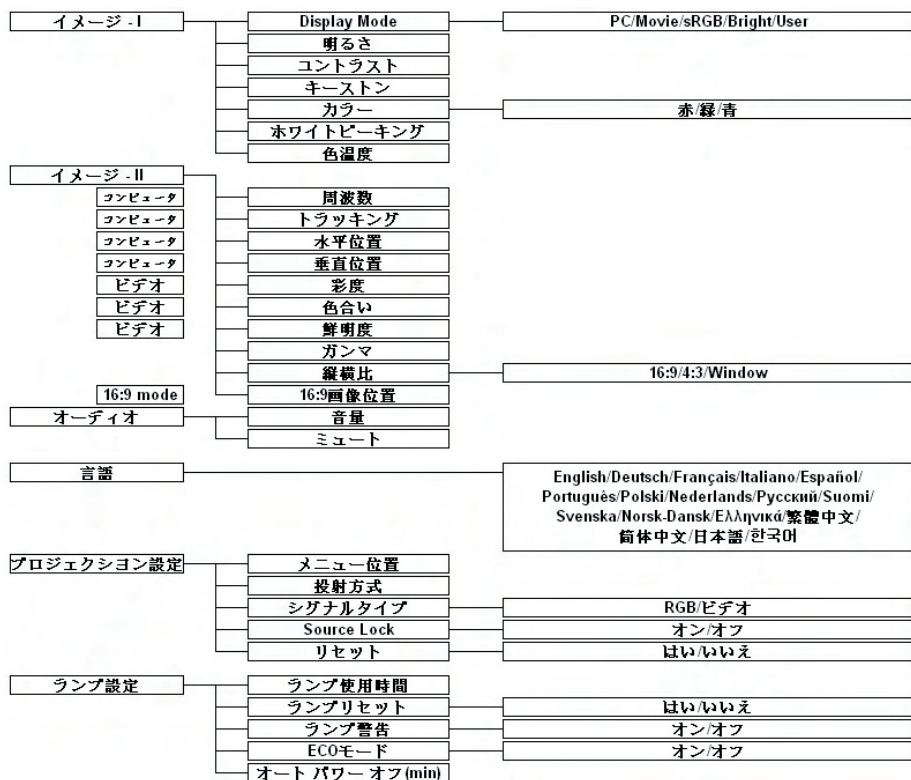 イメージ - I Display Mode PC/Movie/sRGB/Bright/User
明るさ
コントラスト
キーストン
カラー 赤/緑/青
ホワイトピーキング
色温度
イメージ - II
コンピュータ 周波数
コンピュータ トラッキング
コンピュータ 水平位置
コンピュータ 垂直位置
ビデオ 彩度
ビデオ 色合い
ビデオ 鮮明度
ガンマ
縦横比 16:9/4:3/Window
16:9 mode 16:9画像位置
オーディオ 音量
ミュート
言語 English/Deutsch/Français/Italiano/Español/
Português/Polski/Nederlands/Русский/Suomi/
Svenska/Norsk-Dansk/Ελληνικά/繁體中文/
简体中文/日本語/한국어
プロジェクション設定 メニュー位置
投射方式
シグナルタイプ RGB/ビデオ
Source Lock オン/オフ
リセット はい/いいえ
ランプ設定 ランプ使用時間
ランプリセット はい/いいえ
ランプ警告 オン/オフ
ECOモード オン/オフ
オート パワー オフ(min)